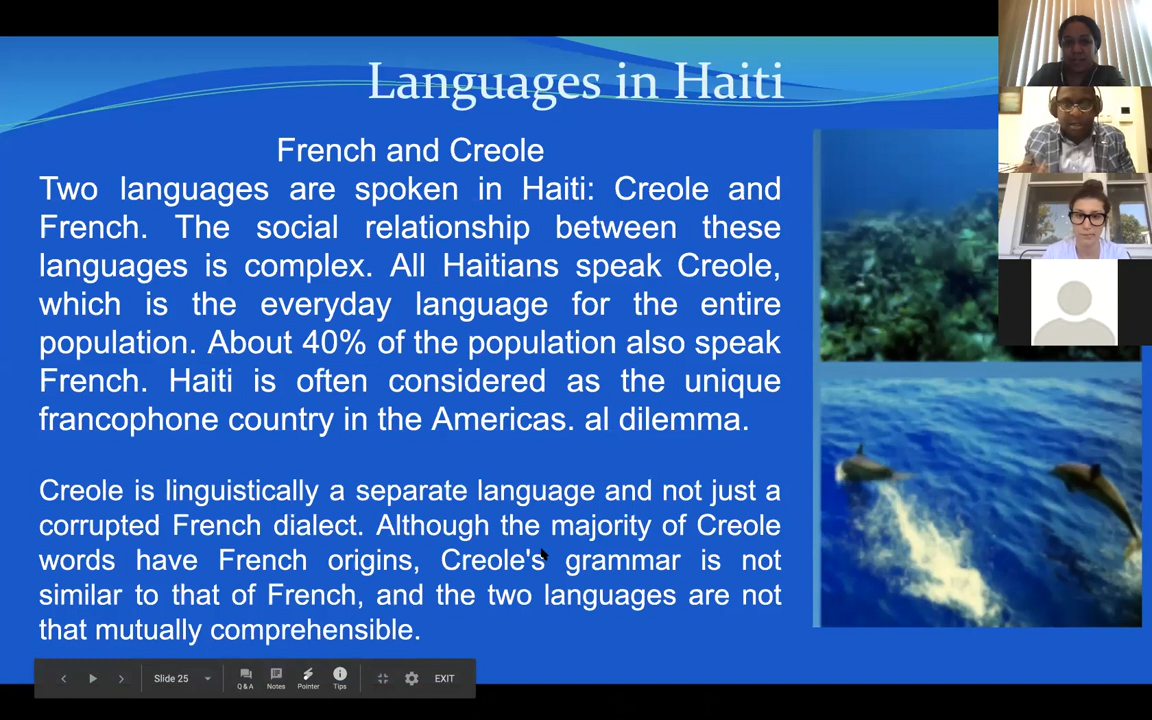 Languages in Haiti
French and Creole
Two languages are spoken in Haiti: Creole and
French. The social relationship between these
languages is complex. All Haitians speak Creole,
which is the everyday language for the entire
population. About 40% of the population also speak
French. Haiti is often considered as the unique
francophone country in the Americas. al dilemma.
Creole is linguistically a separate language and not just a
corrupted French dialect. Although the majority of Creole
words have French origins, Creole's grammar is not
similar to that of French, and the two languages are not
that mutually comprehensible.
Slide 25
Q&A
Notes
Pointer
Tips
EXIT